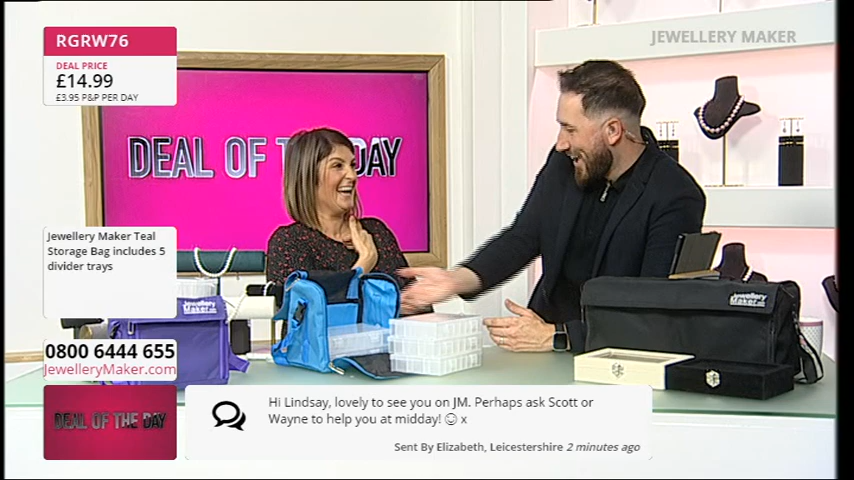 RGRW76
DEAL PRICE
£14.99
£3.95 P&P PER DAY
JEWELLERY MAKER
DEAL OF THE DAY
Jewellery Maker Teal
Storage Bag includes 5
divider trays
Jewellery
Maker
Jewellery
Maker
0800 6444 655
JewelleryMaker.com
DEAL OF THE DAY
Hi Lindsay, lovely to see you on JM. Perhaps ask Scott or
Wayne to help you at midday! ☺ x
Sent By Elizabeth, Leicestershire 2 minutes ago